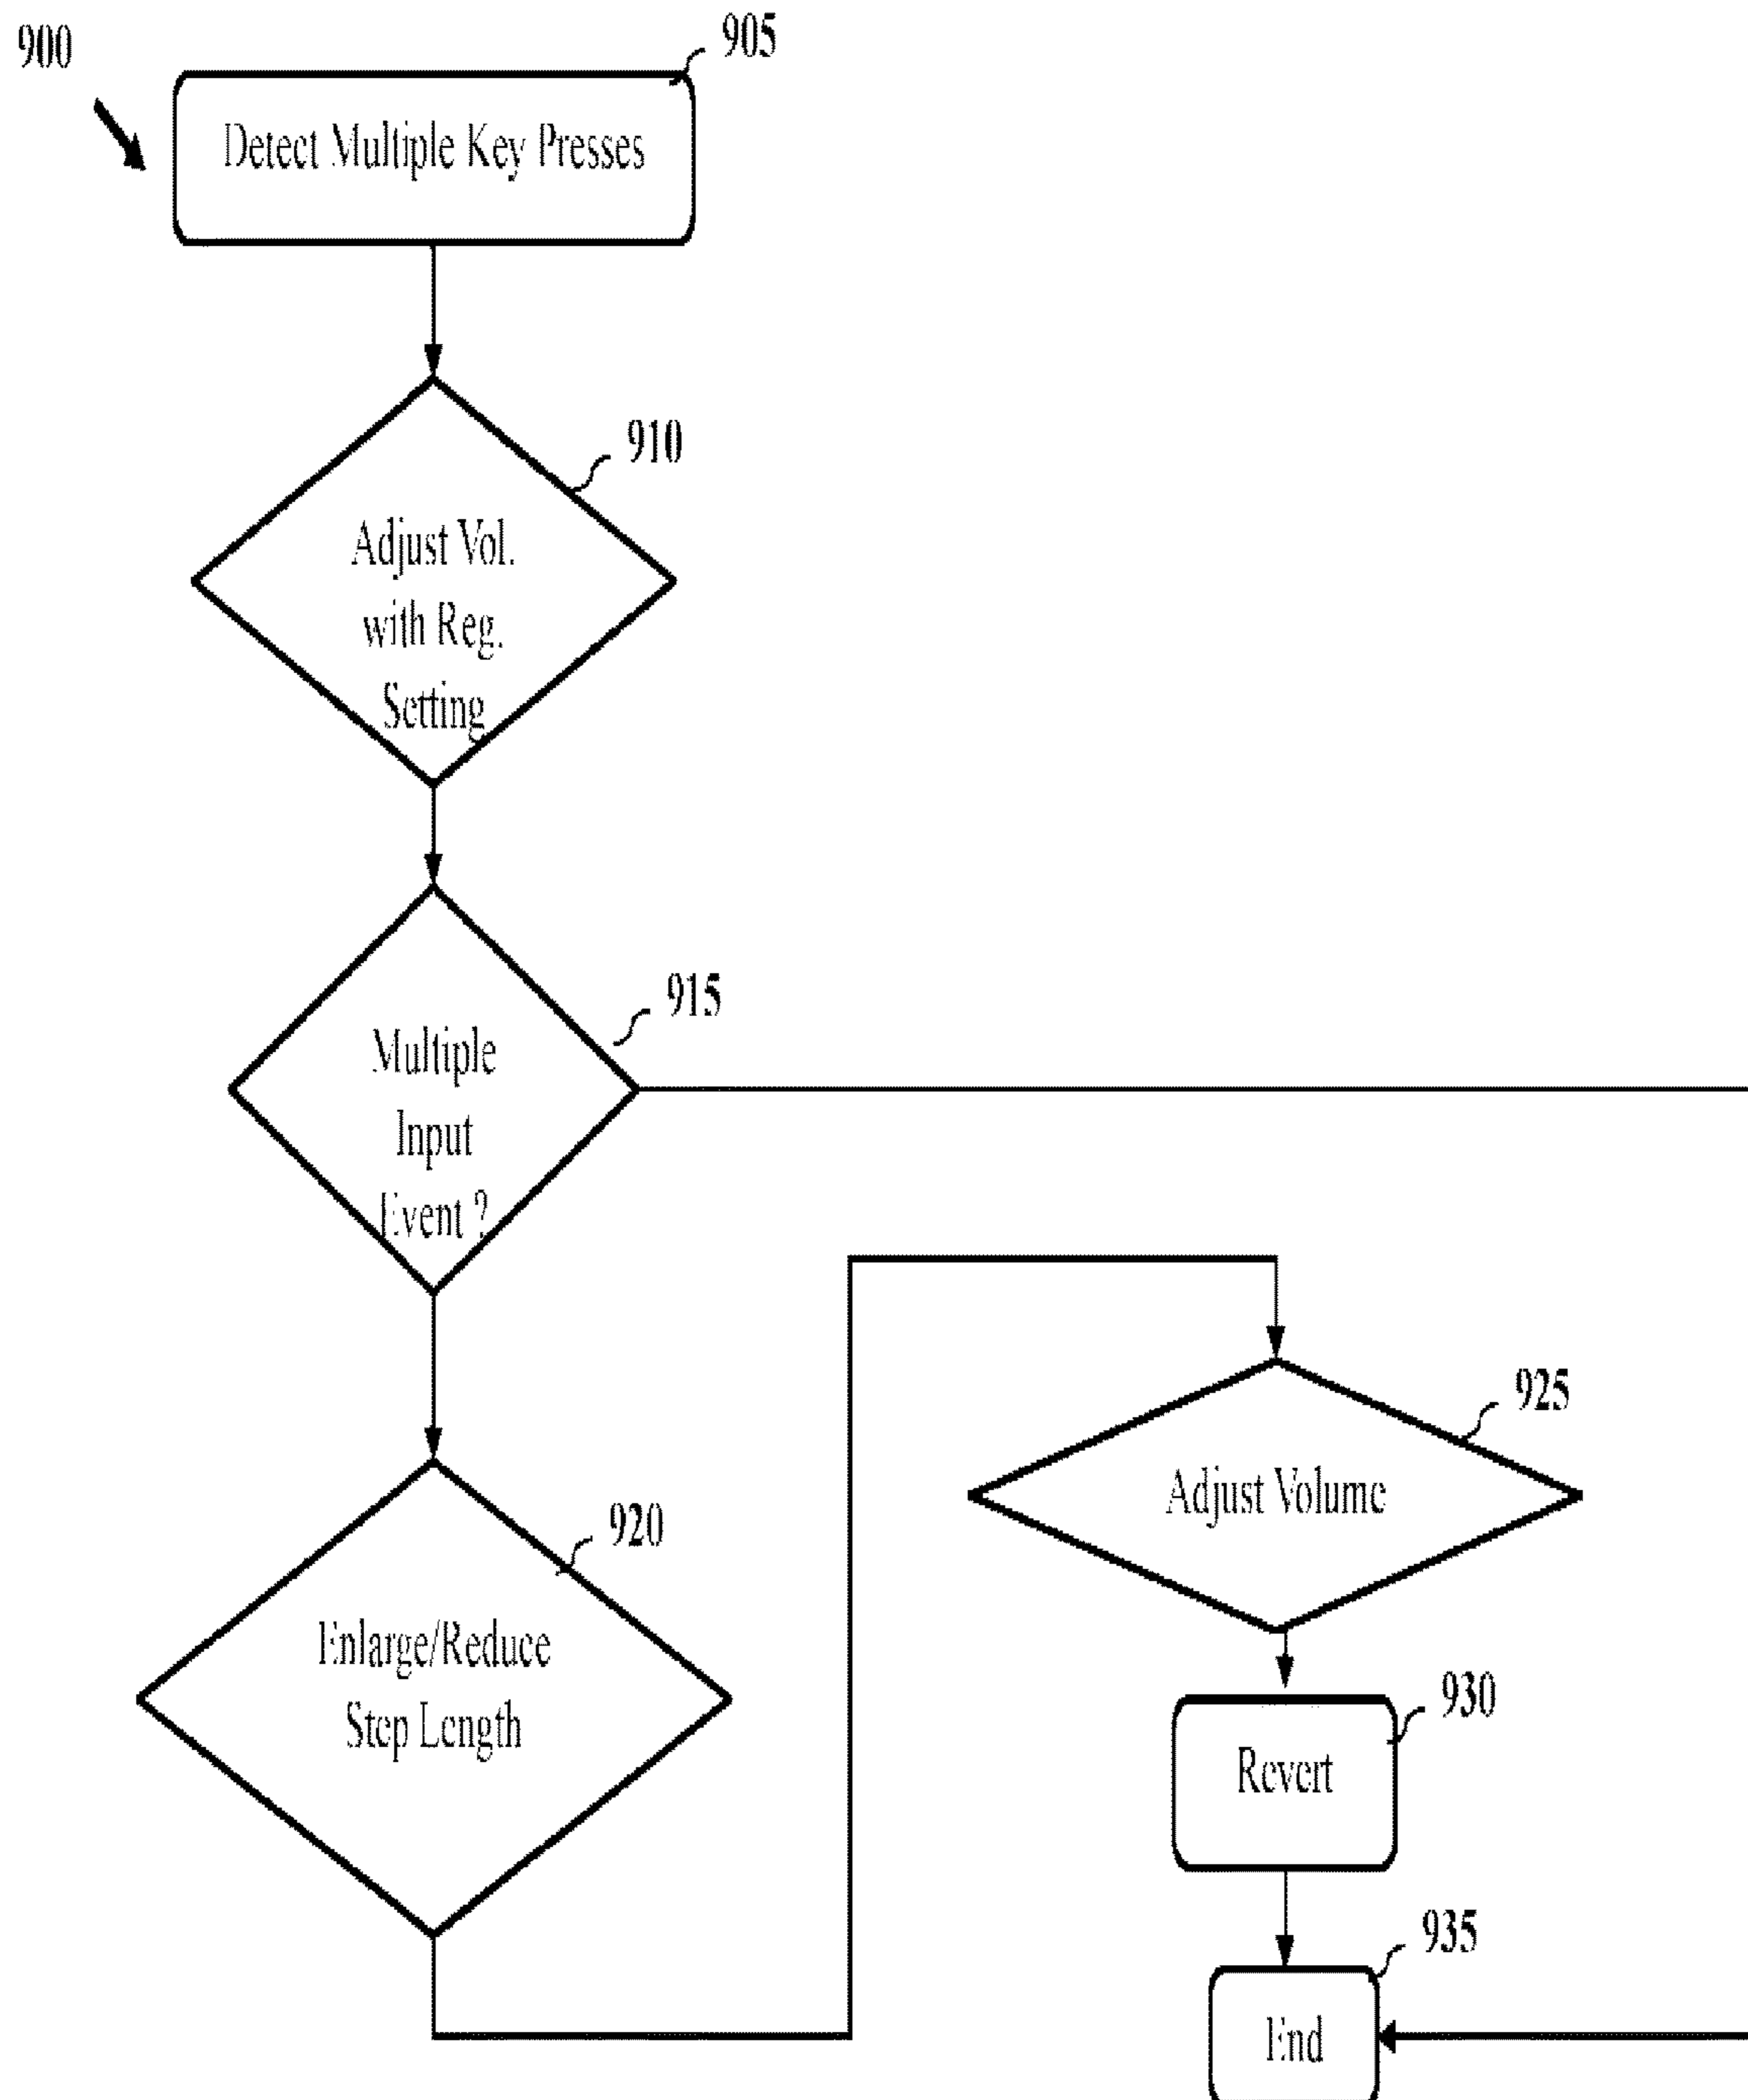 900
905
Detect Multiple Key Presses
910
Adjust Vol.
with Reg.
Setting
915
Multiple
Input
Event ?
920
Enlarge/Reduce
Step Length
925
Adjust Volume
930
Revert
935
End